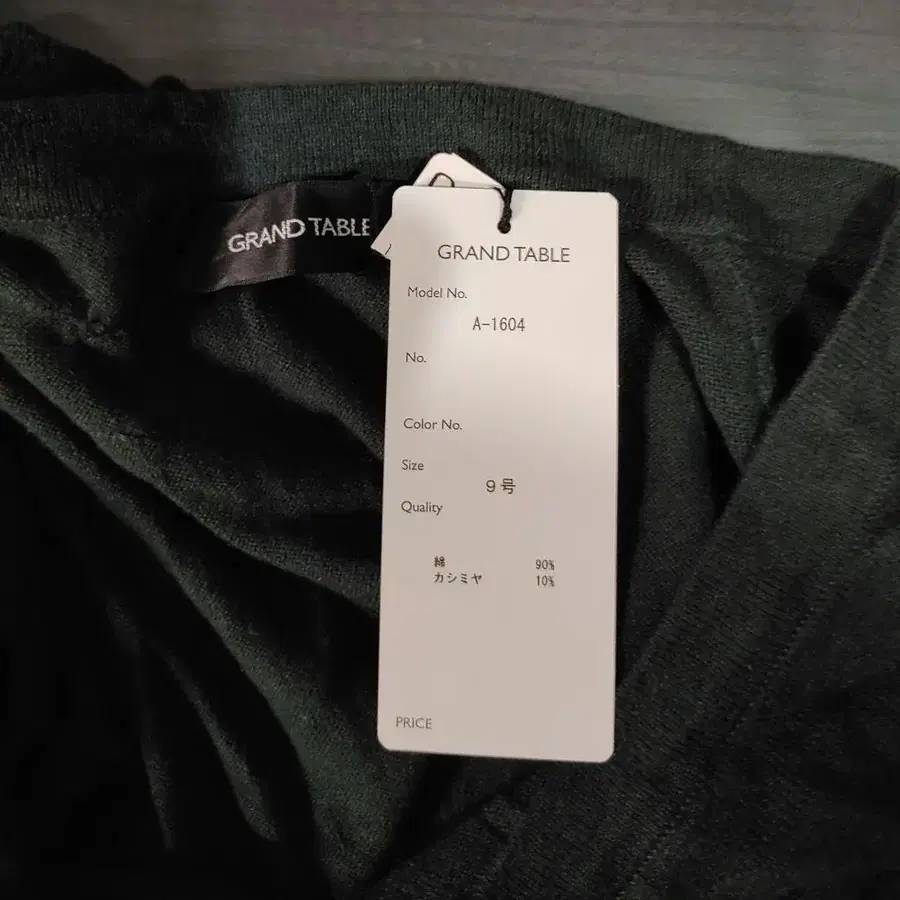 GRAND TABLE
GRAND TABLE
Model No.
A-1604
No.
Color No.
Size
9号
Quality
綿 90%
カシミヤ 10%
PRICE